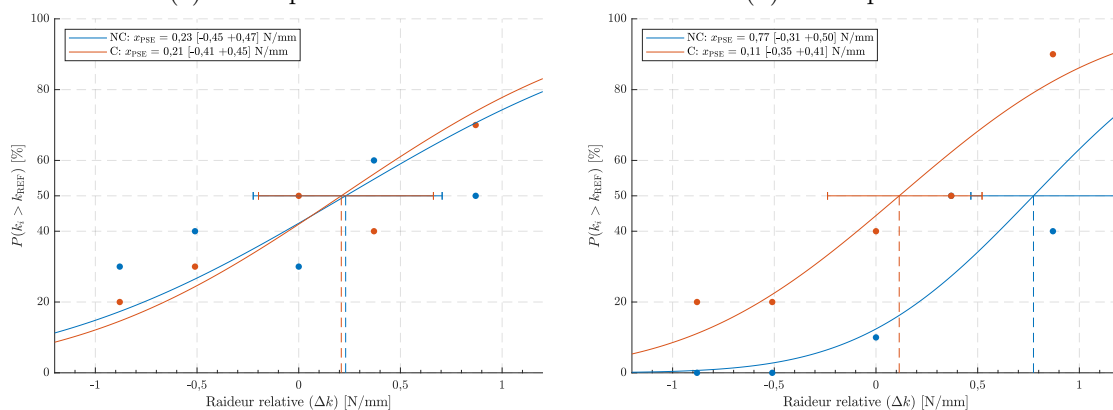 NC: x_PSE = 0,23 [-0,45 +0,47] N/mm
C: x_PSE = 0,21 [-0,41 +0,45] N/mm
100
80
60
40
20
0
P(k_i > k_REF) [%]
-1
-0,5
0
0,5
1
Raideur relative (Δk) [N/mm]
NC: x_PSE = 0,77 [-0,31 +0,50] N/mm
C: x_PSE = 0,11 [-0,35 +0,41] N/mm
100
80
60
40
20
0
P(k_i > k_REF) [%]
-1
-0,5
0
0,5
1
Raideur relative (Δk) [N/mm]